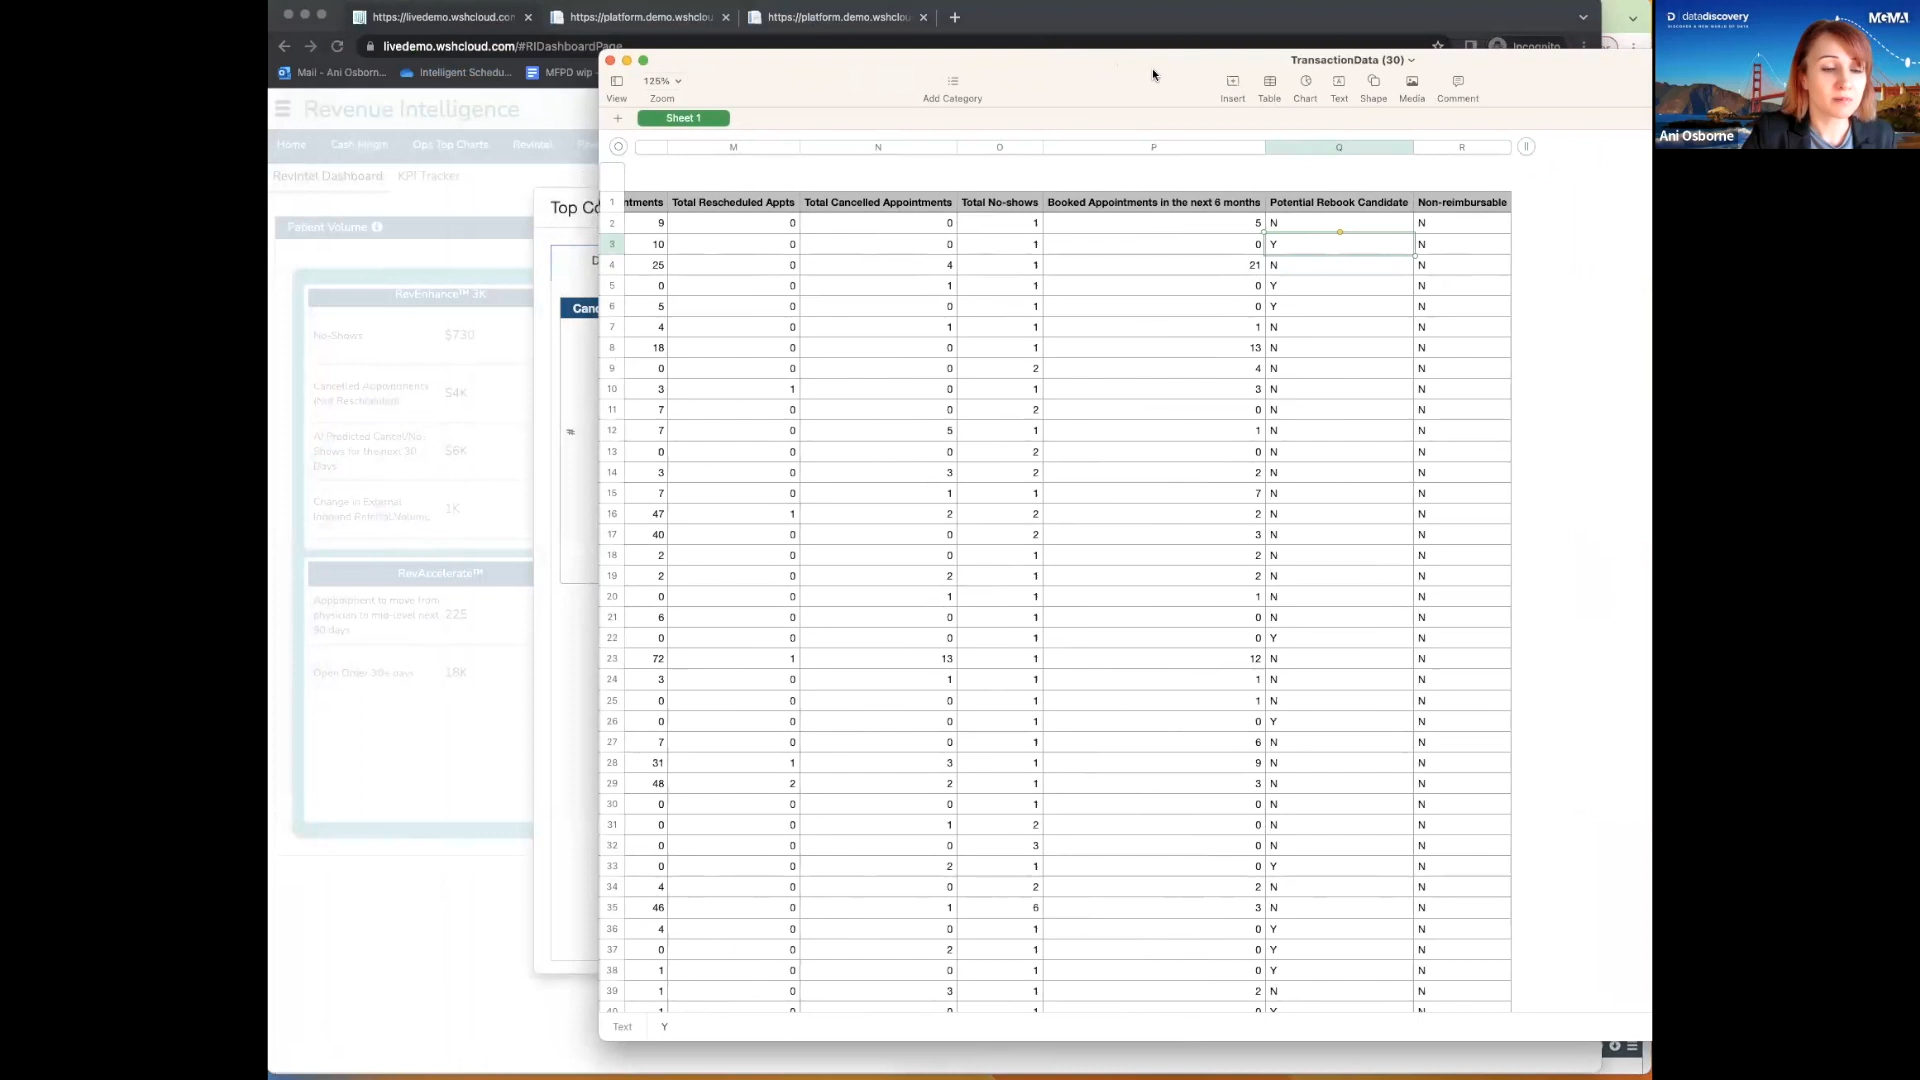 https://livedemo.wshcloud.com
https://platform.demo.wshclou
https://platform.demo.wshclou
livedemo.wshcloud.com/#RIDashboardPage
Incognito
Mail - Ani Osborn...
Intelligent Schedu...
MFPD wip -
Revenue Intelligence
Home Cash Mngm Ops Top Charts RevIntel
RevIntel Dashboard KPI Tracker
Patient Volume
RevEnhance™ 3K
No-Shows $730
Cancelled Appointments $4K
(Not Rescheduled)
AI Predicted Cancel/No-
Shows for the next 30 $6K
Days
Change in External 1K
Inbound Referral Volume
RevAccelerate™
Appointment to move from
physician to mid-level next 225
90 days
Open Order 30+ days 18K
Top Co
D
Canc
#
TransactionData (30)
125%
View Zoom Add Category Insert Table Chart Text Shape Media Comment
Sheet 1
M N O P Q R
1 ntments Total Rescheduled Appts Total Cancelled Appointments Total No-shows Booked Appointments in the next 6 months Potential Rebook Candidate Non-reimbursable
2 9 0 0 1 5 N N
3 10 0 0 1 0 Y N
4 25 0 4 1 21 N N
5 0 0 1 1 0 Y N
6 5 0 0 1 0 Y N
7 4 0 1 1 1 N N
8 18 0 0 1 13 N N
9 0 0 0 2 4 N N
10 3 1 0 1 3 N N
11 7 0 0 2 0 N N
12 7 0 5 1 1 N N
13 0 0 0 2 0 N N
14 3 0 3 2 2 N N
15 7 0 1 1 7 N N
16 47 1 2 2 2 N N
17 40 0 0 2 3 N N
18 2 0 0 1 2 N N
19 2 0 2 1 2 N N
20 0 0 1 1 1 N N
21 6 0 0 1 0 N N
22 0 0 0 1 0 Y N
23 72 1 13 1 12 N N
24 3 0 1 1 1 N N
25 0 0 0 1 1 N N
26 0 0 0 1 0 Y N
27 7 0 0 1 6 N N
28 31 1 3 1 9 N N
29 48 2 2 1 3 N N
30 0 0 0 1 0 N N
31 0 0 1 2 0 N N
32 0 0 0 3 0 N N
33 0 0 2 1 0 Y N
34 4 0 0 2 2 N N
35 46 0 1 6 3 N N
36 4 0 0 1 0 Y N
37 0 0 2 1 0 Y N
38 1 0 0 1 0 Y N
39 1 0 3 1 2 N N
40 1 0 0 1 0 Y N
Text Y
datadiscovery
DISCOVER A NEW WORLD OF DATA
MGMA
Ani Osborne